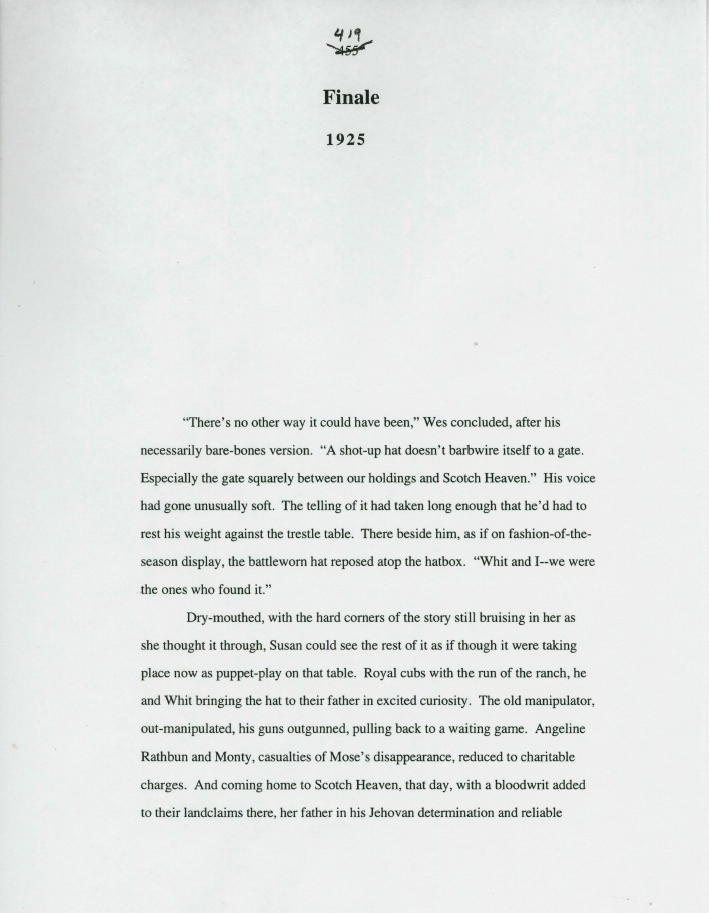 419
455
Finale
1925
“There’s no other way it could have been,” Wes concluded, after his
necessarily bare-bones version.  “A shot-up hat doesn’t barbwire itself to a gate.
Especially the gate squarely between our holdings and Scotch Heaven.”  His voice
had gone unusually soft.  The telling of it had taken long enough that he’d had to
rest his weight against the trestle table.  There beside him, as if on fashion-of-the-
season display, the battleworn hat reposed atop the hatbox.  “Whit and I--we were
the ones who found it.”
Dry-mouthed, with the hard corners of the story still bruising in her as
she thought it through, Susan could see the rest of it as if though it were taking
place now as puppet-play on that table.  Royal cubs with the run of the ranch, he
and Whit bringing the hat to their father in excited curiosity.  The old manipulator,
out-manipulated, his guns outgunned, pulling back to a waiting game.  Angeline
Rathbun and Monty, casualties of Mose’s disappearance, reduced to charitable
charges.  And coming home to Scotch Heaven, that day, with a bloodwrit added
to their landclaims there, her father in his Jehovan determination and reliable